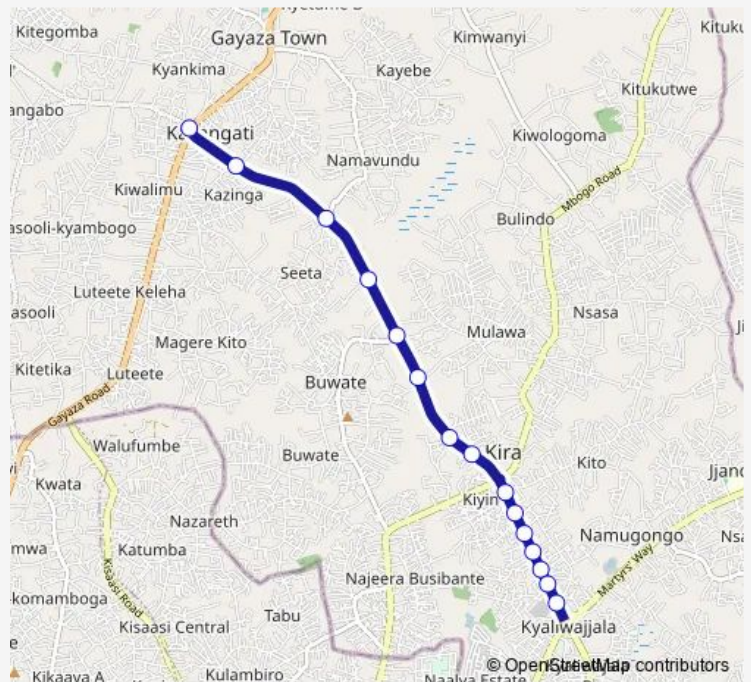 Kitegomba
Gayaza Town
Kimwanyi
Kyankima
Kayebe
Kitukutwe
angabo
Kiwologoma
Namavundu
Kiwalimu
Kazinga
Mbogo Road
Bulindo
asooli-kyambogo
Seeta
Luteete Keleha
Nsasa
asooli
Mulawa
Magere Kito
Kitetika
Luteete
Buwate
Gayaza Road
Walufumbe
Kira
Buwate
Kito
Kwata
Kiyin
Nazareth
Namugongo
mwa
Katumba
Martyrs Way
Kisaasi Road
Najeera Busibante
komamboga
Tabu
Kisaasi Central
Kyaliwajjala
Kikaaya A
Kulambiro
Naalya Estate
© OpenStreetMap contributors